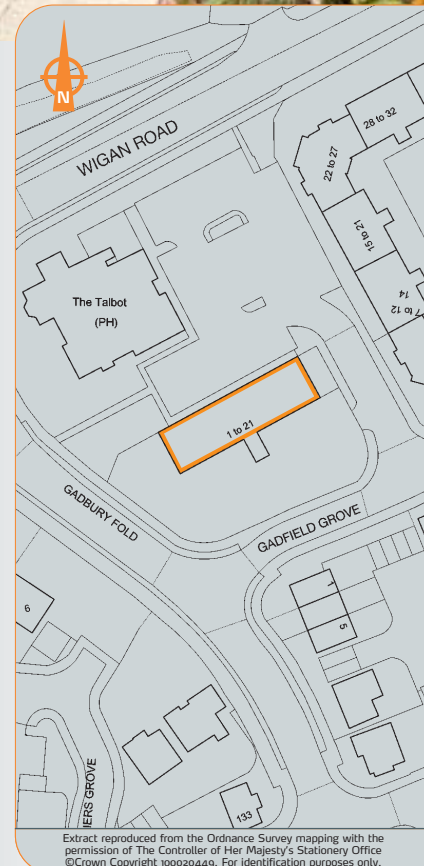 N
WIGAN ROAD
28 to 32
22 to 27
15 to 21
14
7 to 12
The Talbot
(PH)
1 to 21
GADBURY FOLD
GADFIELD GROVE
1
5
6
IERS GROVE
133
Extract reproduced from the Ordnance Survey mapping with the
permission of The Controller of Her Majesty's Stationery Office
©Crown Copyright 100020449. For identification purposes only.